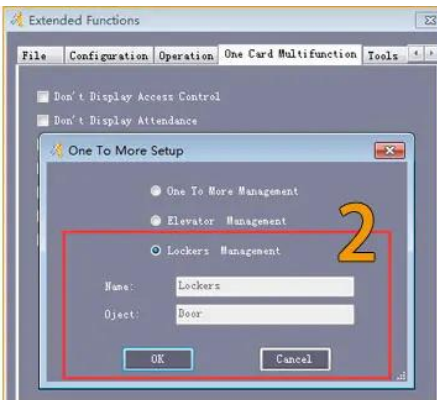 Extended Functions
File Configuration Operation One Card Multifunction Tools
Don't Display Access Control
Don't Display Attendance
One To More Setup
One To More Management
Elevator Management
2
Lockers Management
Name: Lockers
Oject: Door
OK Cancel